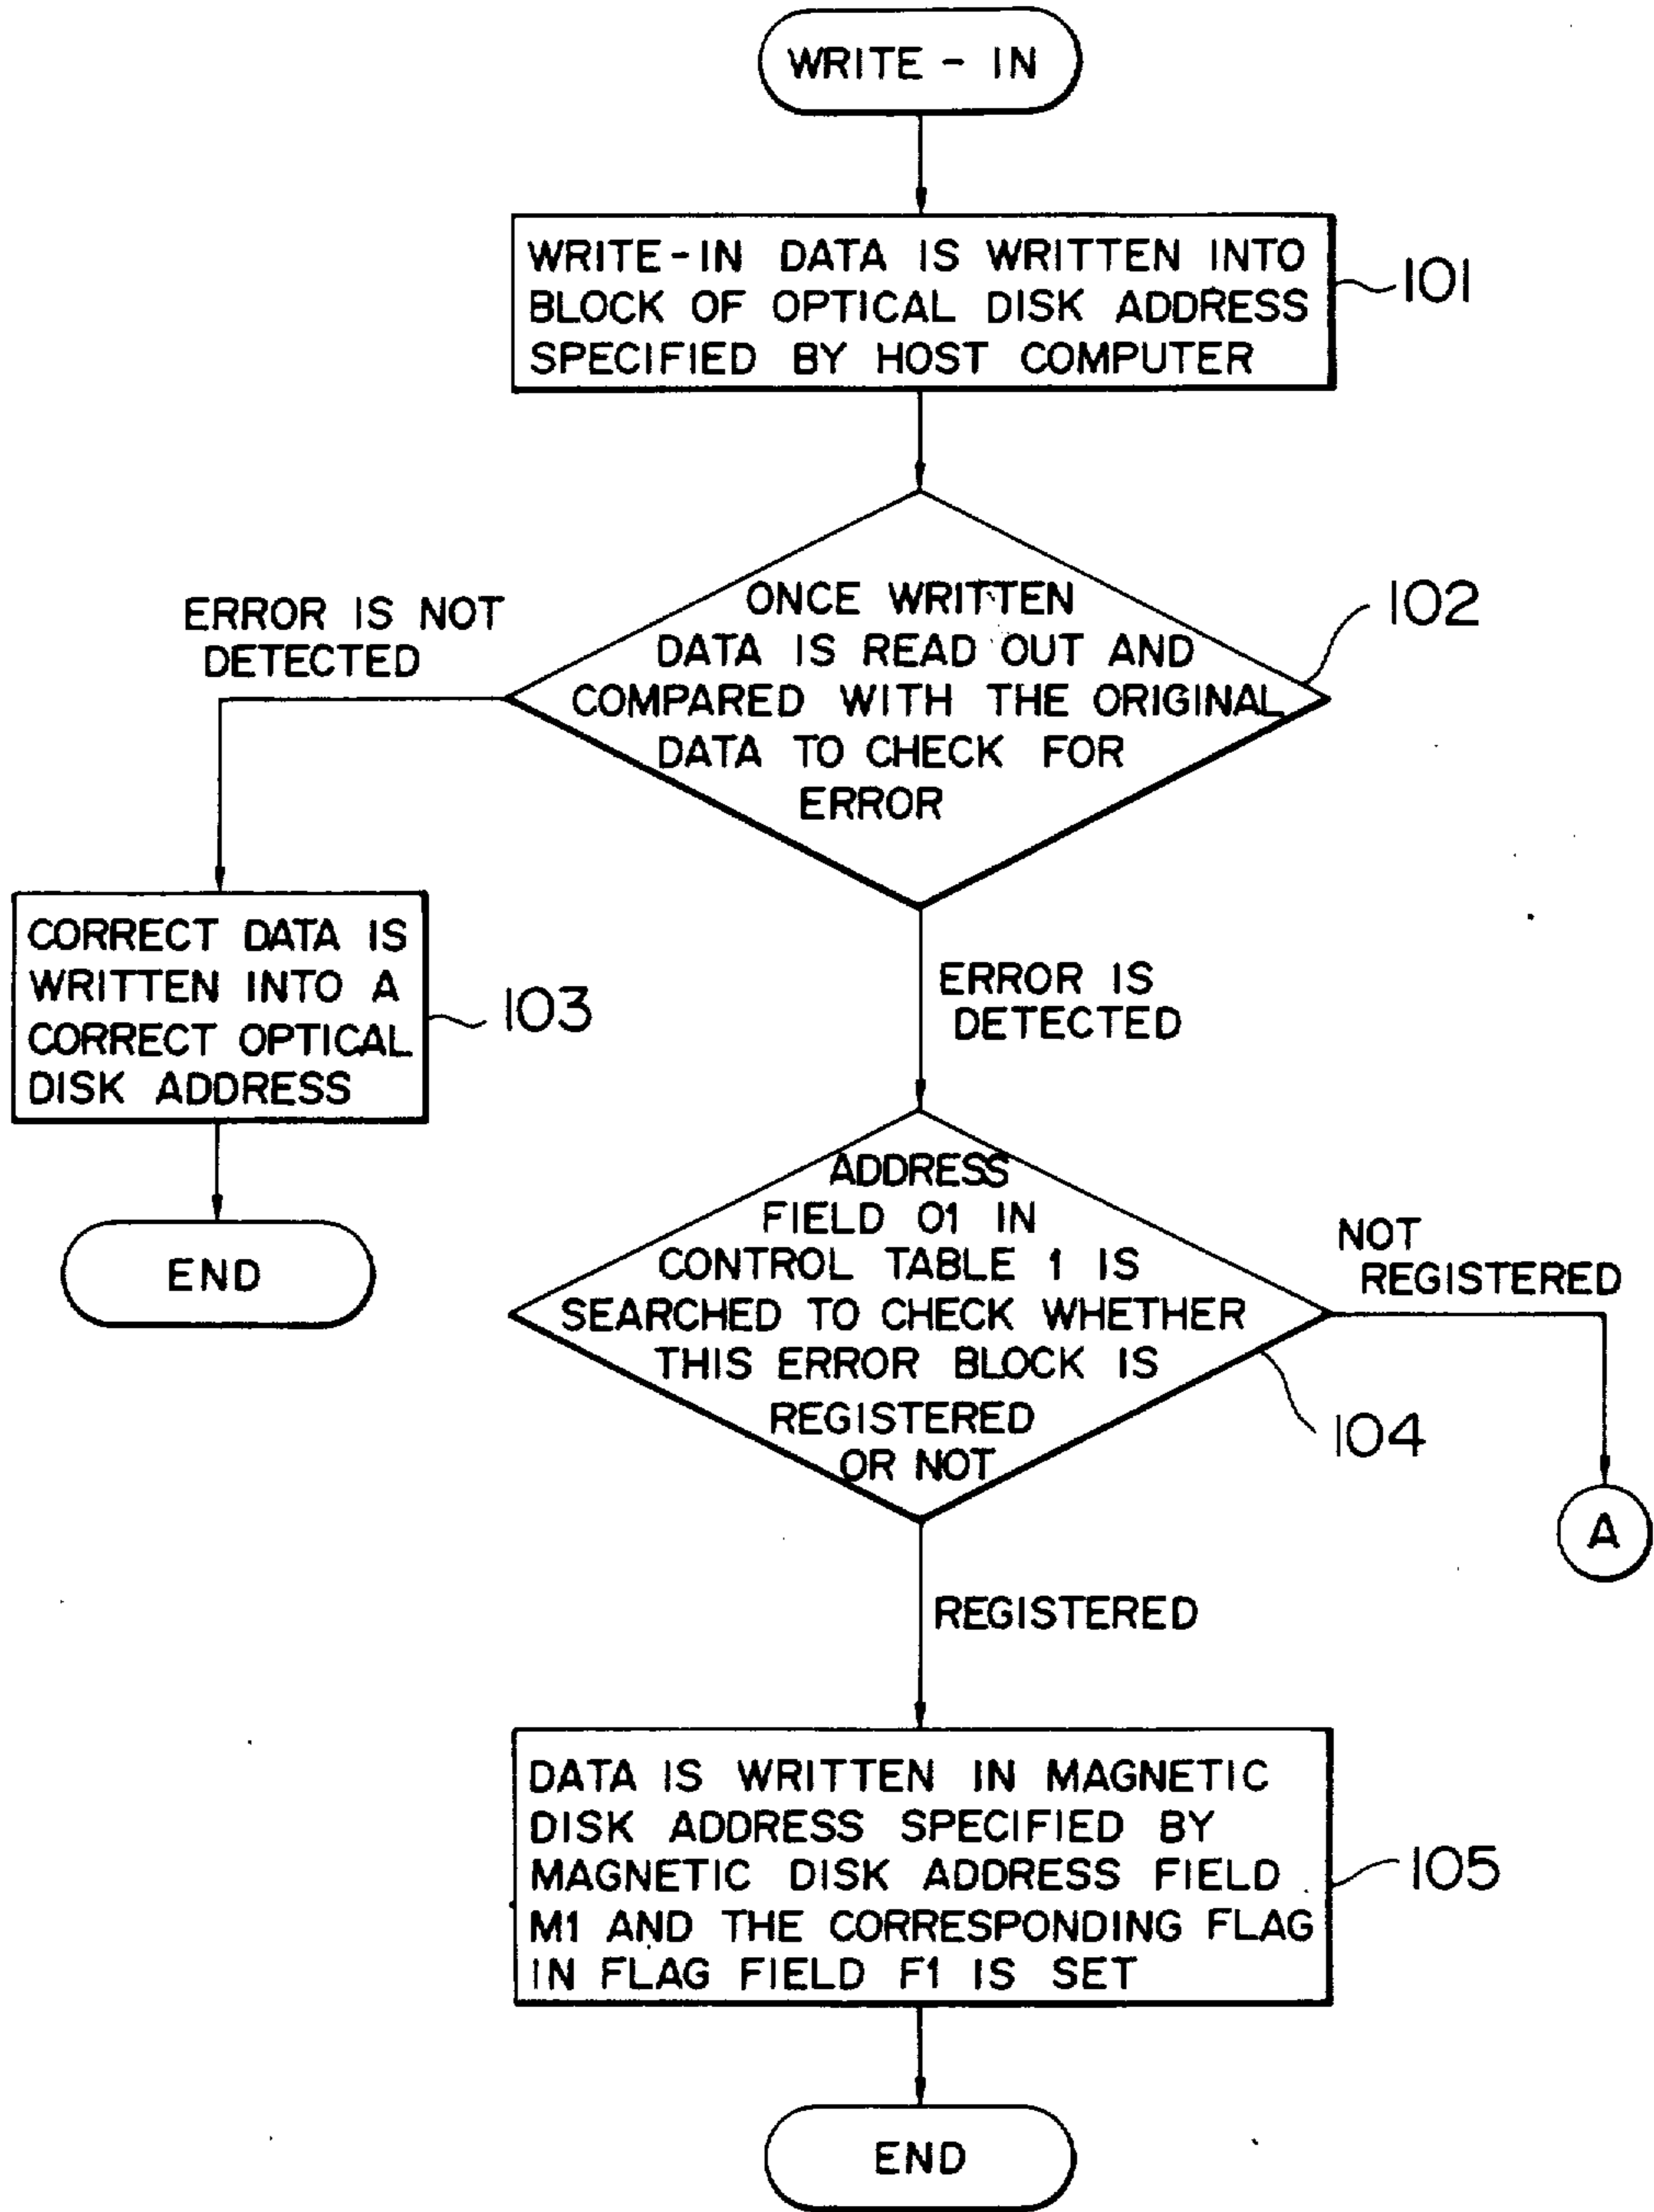 WRITE - IN
WRITE-IN DATA IS WRITTEN INTO
BLOCK OF OPTICAL DISK ADDRESS
SPECIFIED BY HOST COMPUTER
101
ONCE WRITTEN
DATA IS READ OUT AND
COMPARED WITH THE ORIGINAL
DATA TO CHECK FOR
ERROR
102
ERROR IS NOT
DETECTED
CORRECT DATA IS
WRITTEN INTO A
CORRECT OPTICAL
DISK ADDRESS
103
END
ERROR IS
DETECTED
ADDRESS
FIELD O1 IN
CONTROL TABLE 1 IS
SEARCHED TO CHECK WHETHER
THIS ERROR BLOCK IS
REGISTERED
OR NOT
104
NOT
REGISTERED
A
REGISTERED
DATA IS WRITTEN IN MAGNETIC
DISK ADDRESS SPECIFIED BY
MAGNETIC DISK ADDRESS FIELD
M1 AND THE CORRESPONDING FLAG
IN FLAG FIELD F1 IS SET
105
END